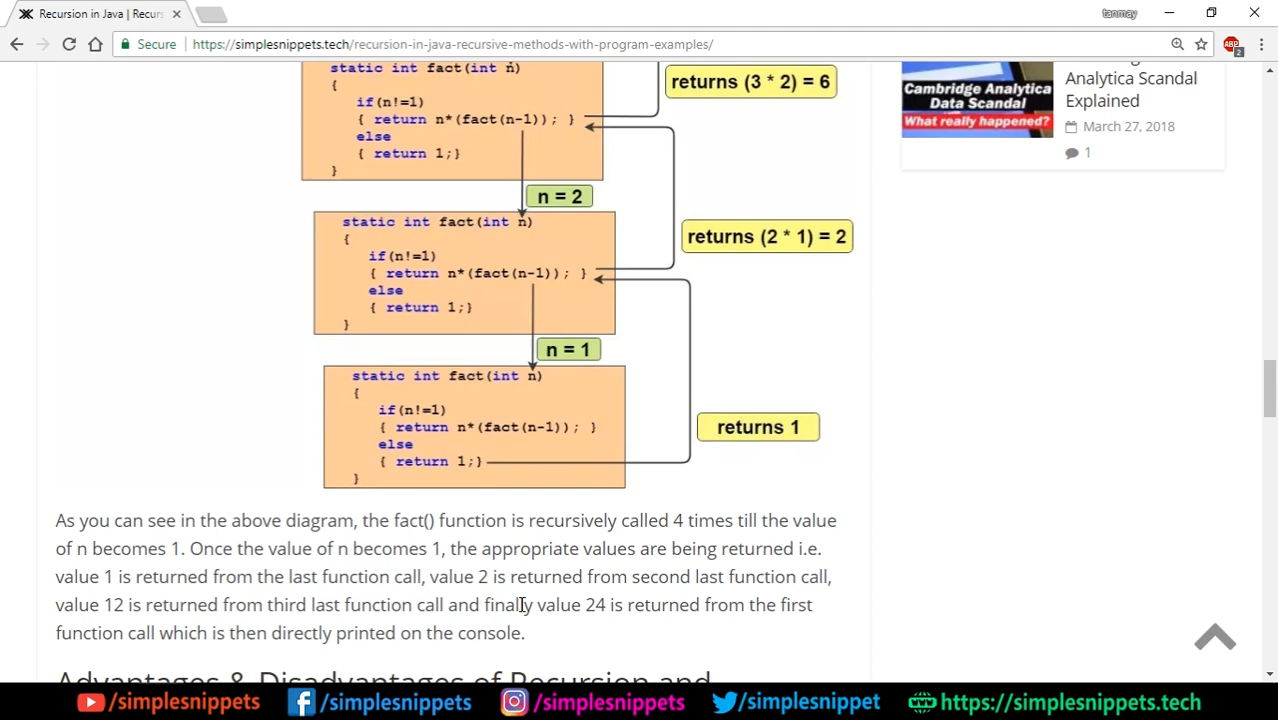 Recursion in Java | Recurs
tanmay
Secure
https://simplesnippets.tech/recursion-in-java-recursive-methods-with-program-examples/
ABP
2
static int fact(int n)
{
if(n!=1)
{ return n*(fact(n-1)); }
else
{ return 1;}
}
returns (3 * 2) = 6
n = 2
static int fact(int n)
{
if(n!=1)
{ return n*(fact(n-1)); }
else
{ return 1;}
}
returns (2 * 1) = 2
n = 1
static int fact(int n)
{
if(n!=1)
{ return n*(fact(n-1)); }
else
{ return 1;}
}
returns 1
Cambridge Analytica
Data Scandal
What really happened?
Analytica Scandal
Explained
March 27, 2018
1
As you can see in the above diagram, the fact() function is recursively called 4 times till the value
of n becomes 1. Once the value of n becomes 1, the appropriate values are being returned i.e.
value 1 is returned from the last function call, value 2 is returned from second last function call,
value 12 is returned from third last function call and finally value 24 is returned from the first
function call which is then directly printed on the console.
Advantages & Disadvantages of Recursion and
/simplesnippets
/simplesnippets
/simplesnippets
/simplesnippet
https://simplesnippets.tech